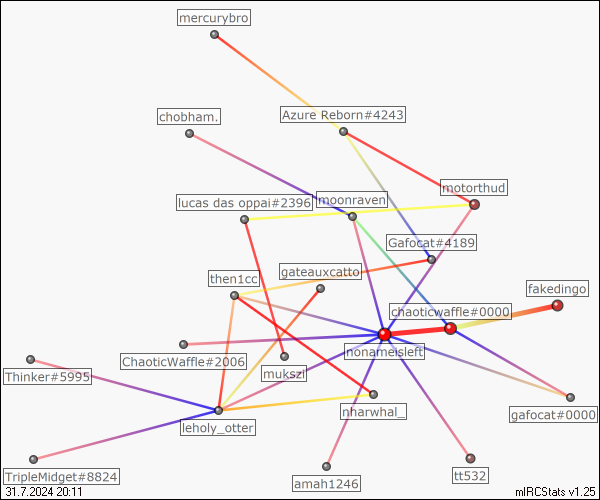 mercurybro
chobham.
Azure Reborn#4243
motorthud
lucas das oppai#2396
moonraven
Gafocat#4189
then1cc
gateauxcatto
fakedingo
chaoticwaffle#0000
nonameisleft
ChaoticWaffle#2006
Thinker#5995
mukszi
nharwhal_
gafocat#0000
leholy_otter
TripleMidget#8824
amah1246
tt532
31.7.2024 20:11
mIRCStats v1.25